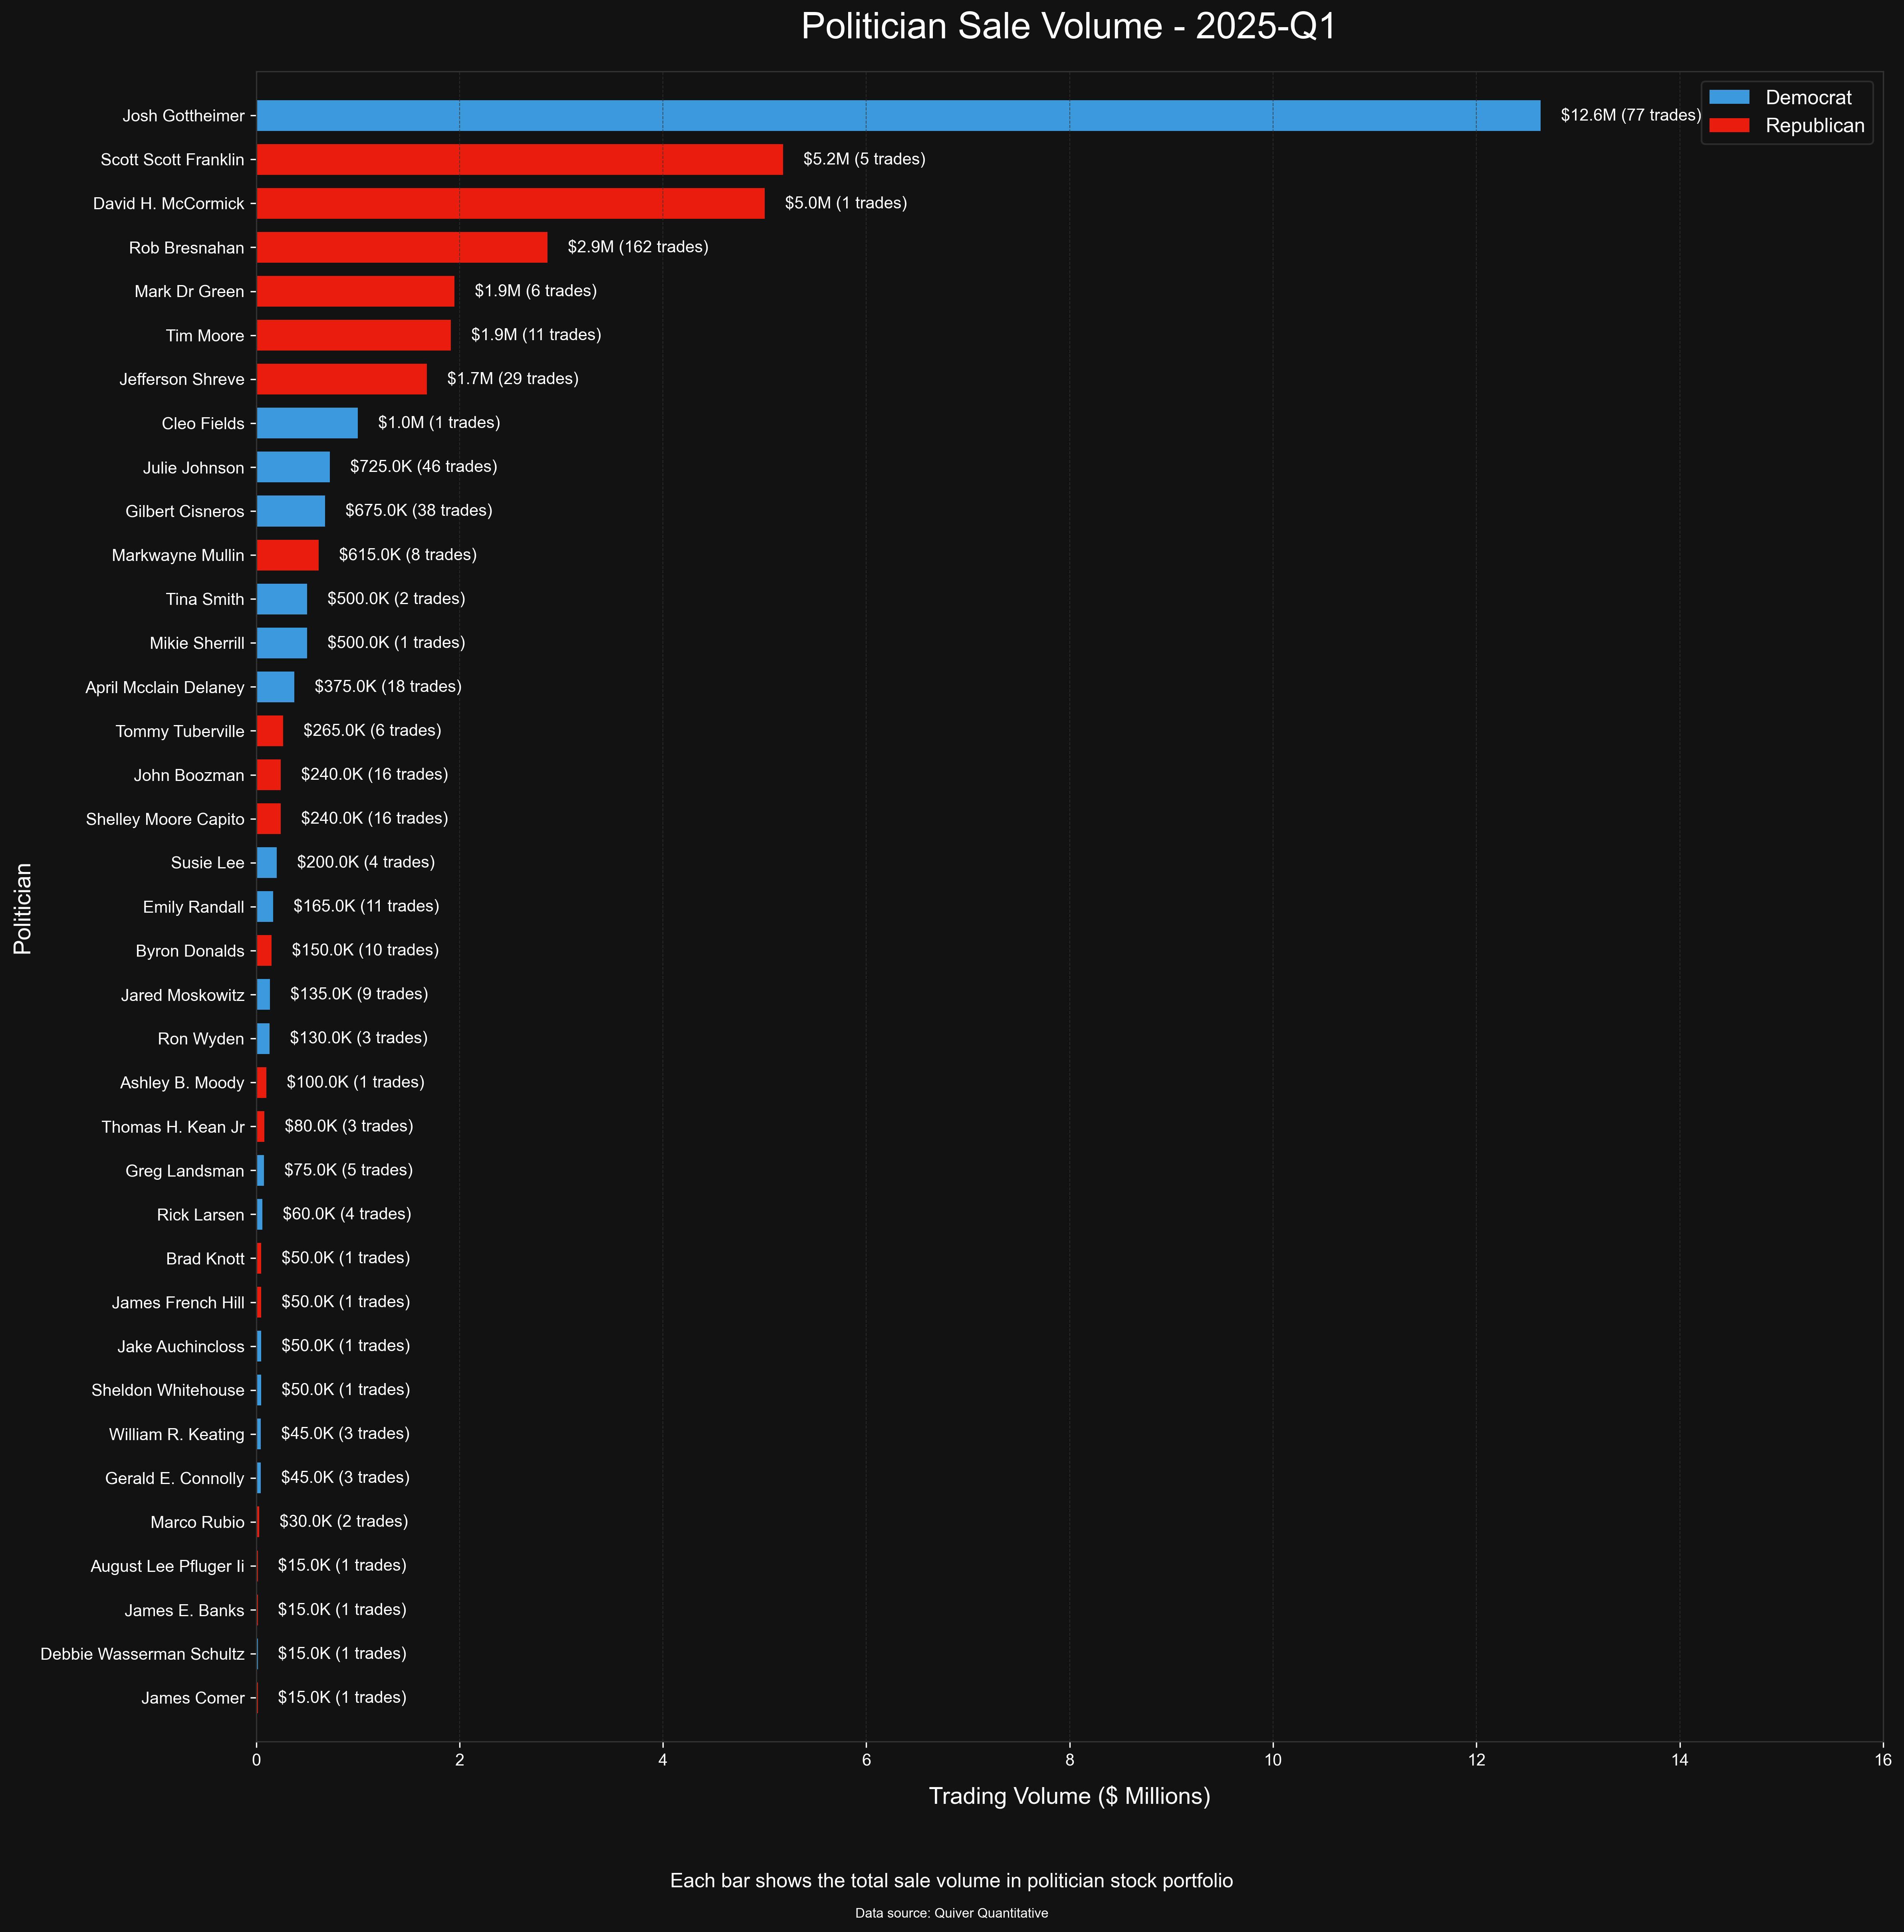 Politician Sale Volume - 2025-Q1
Democrat
Republican
Josh Gottheimer $12.6M (77 trades)
Scott Scott Franklin $5.2M (5 trades)
David H. McCormick $5.0M (1 trades)
Rob Bresnahan $2.9M (162 trades)
Mark Dr Green $1.9M (6 trades)
Tim Moore $1.9M (11 trades)
Jefferson Shreve $1.7M (29 trades)
Cleo Fields $1.0M (1 trades)
Julie Johnson $725.0K (46 trades)
Gilbert Cisneros $675.0K (38 trades)
Markwayne Mullin $615.0K (8 trades)
Tina Smith $500.0K (2 trades)
Mikie Sherrill $500.0K (1 trades)
April Mcclain Delaney $375.0K (18 trades)
Tommy Tuberville $265.0K (6 trades)
John Boozman $240.0K (16 trades)
Shelley Moore Capito $240.0K (16 trades)
Susie Lee $200.0K (4 trades)
Emily Randall $165.0K (11 trades)
Byron Donalds $150.0K (10 trades)
Jared Moskowitz $135.0K (9 trades)
Ron Wyden $130.0K (3 trades)
Ashley B. Moody $100.0K (1 trades)
Thomas H. Kean Jr $80.0K (3 trades)
Greg Landsman $75.0K (5 trades)
Rick Larsen $60.0K (4 trades)
Brad Knott $50.0K (1 trades)
James French Hill $50.0K (1 trades)
Jake Auchincloss $50.0K (1 trades)
Sheldon Whitehouse $50.0K (1 trades)
William R. Keating $45.0K (3 trades)
Gerald E. Connolly $45.0K (3 trades)
Marco Rubio $30.0K (2 trades)
August Lee Pfluger Ii $15.0K (1 trades)
James E. Banks $15.0K (1 trades)
Debbie Wasserman Schultz $15.0K (1 trades)
James Comer $15.0K (1 trades)
Politician
0 2 4 6 8 10 12 14 16
Trading Volume ($ Millions)
Each bar shows the total sale volume in politician stock portfolio
Data source: Quiver Quantitative